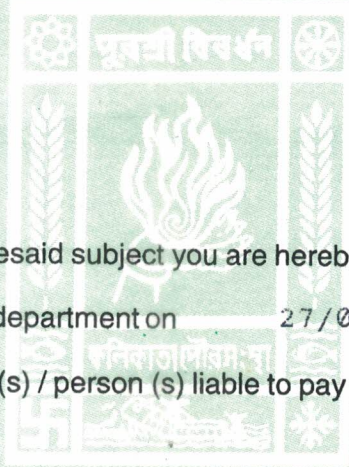 পুরশ্রী বিবর্ধন
esaid subject you are hereb
department on 27/0
কলিকাতা পৌরসংস্থা
(s) / person (s) liable to pay